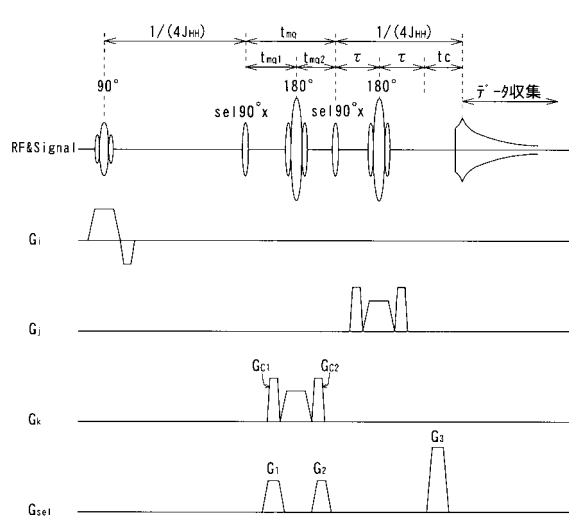 1/(4JHH) tmq 1/(4JHH)
tmq1 tmq2 τ τ tc
90° 180° 180° データ収集
sel90°x sel90°x
RF&Signal
Gi
Gj
GC1 GC2
Gk
G3
G1 G2
Gsel